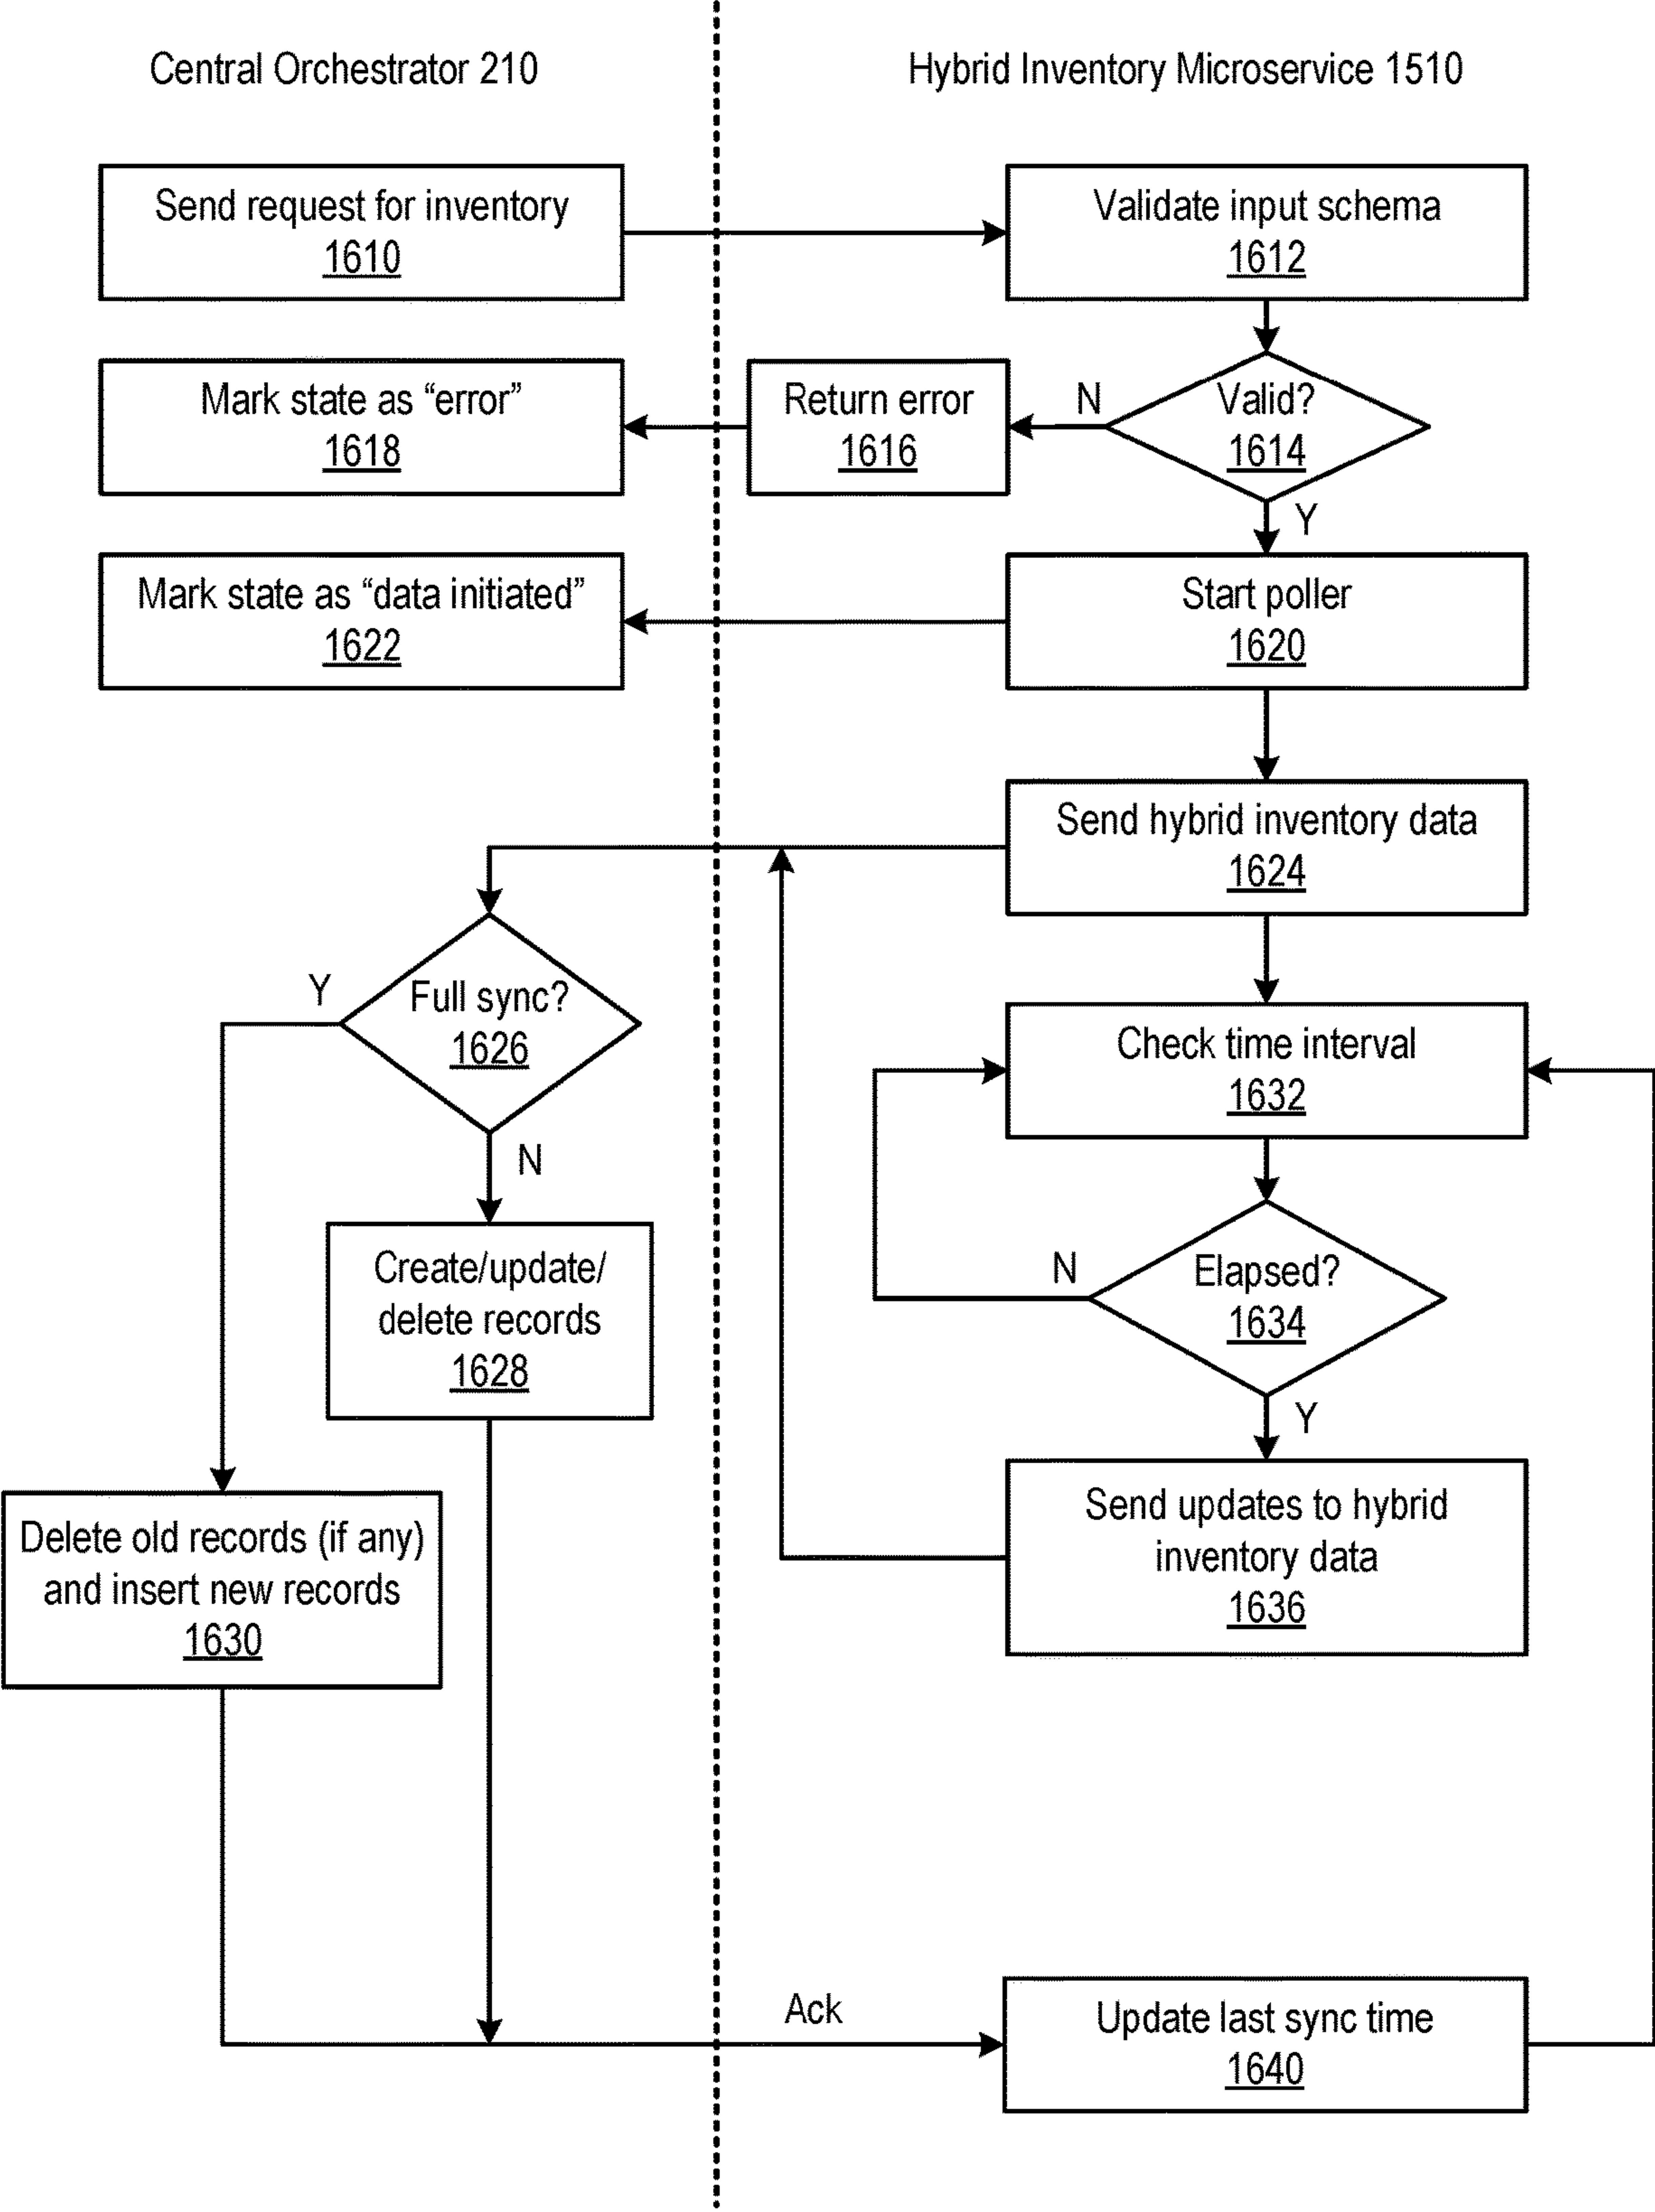 Central Orchestrator 210
Hybrid Inventory Microservice 1510
Send request for inventory
1610
Validate input schema
1612
Mark state as “error”
1618
Return error
1616
N
Valid?
1614
Y
Mark state as “data initiated”
1622
Start poller
1620
Send hybrid inventory data
1624
Y
Full sync?
1626
N
Check time interval
1632
Create/update/
delete records
1628
N
Elapsed?
1634
Y
Delete old records (if any)
and insert new records
1630
Send updates to hybrid
inventory data
1636
Ack
Update last sync time
1640